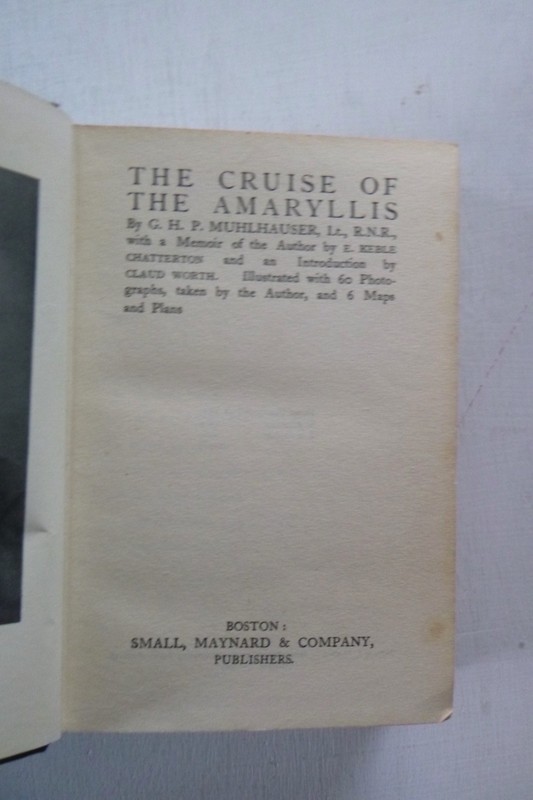 THE CRUISE OF
THE AMARYLLIS
By G. H. P. MUHLHAUSER, Lt., R.N.R.,
with a Memoir of the Author by E. KEBLE
CHATTERTON and an Introduction by
CLAUD WORTH. Illustrated with 60 Photo-
graphs, taken by the Author, and 6 Maps
and Plans
BOSTON:
SMALL, MAYNARD & COMPANY,
PUBLISHERS.